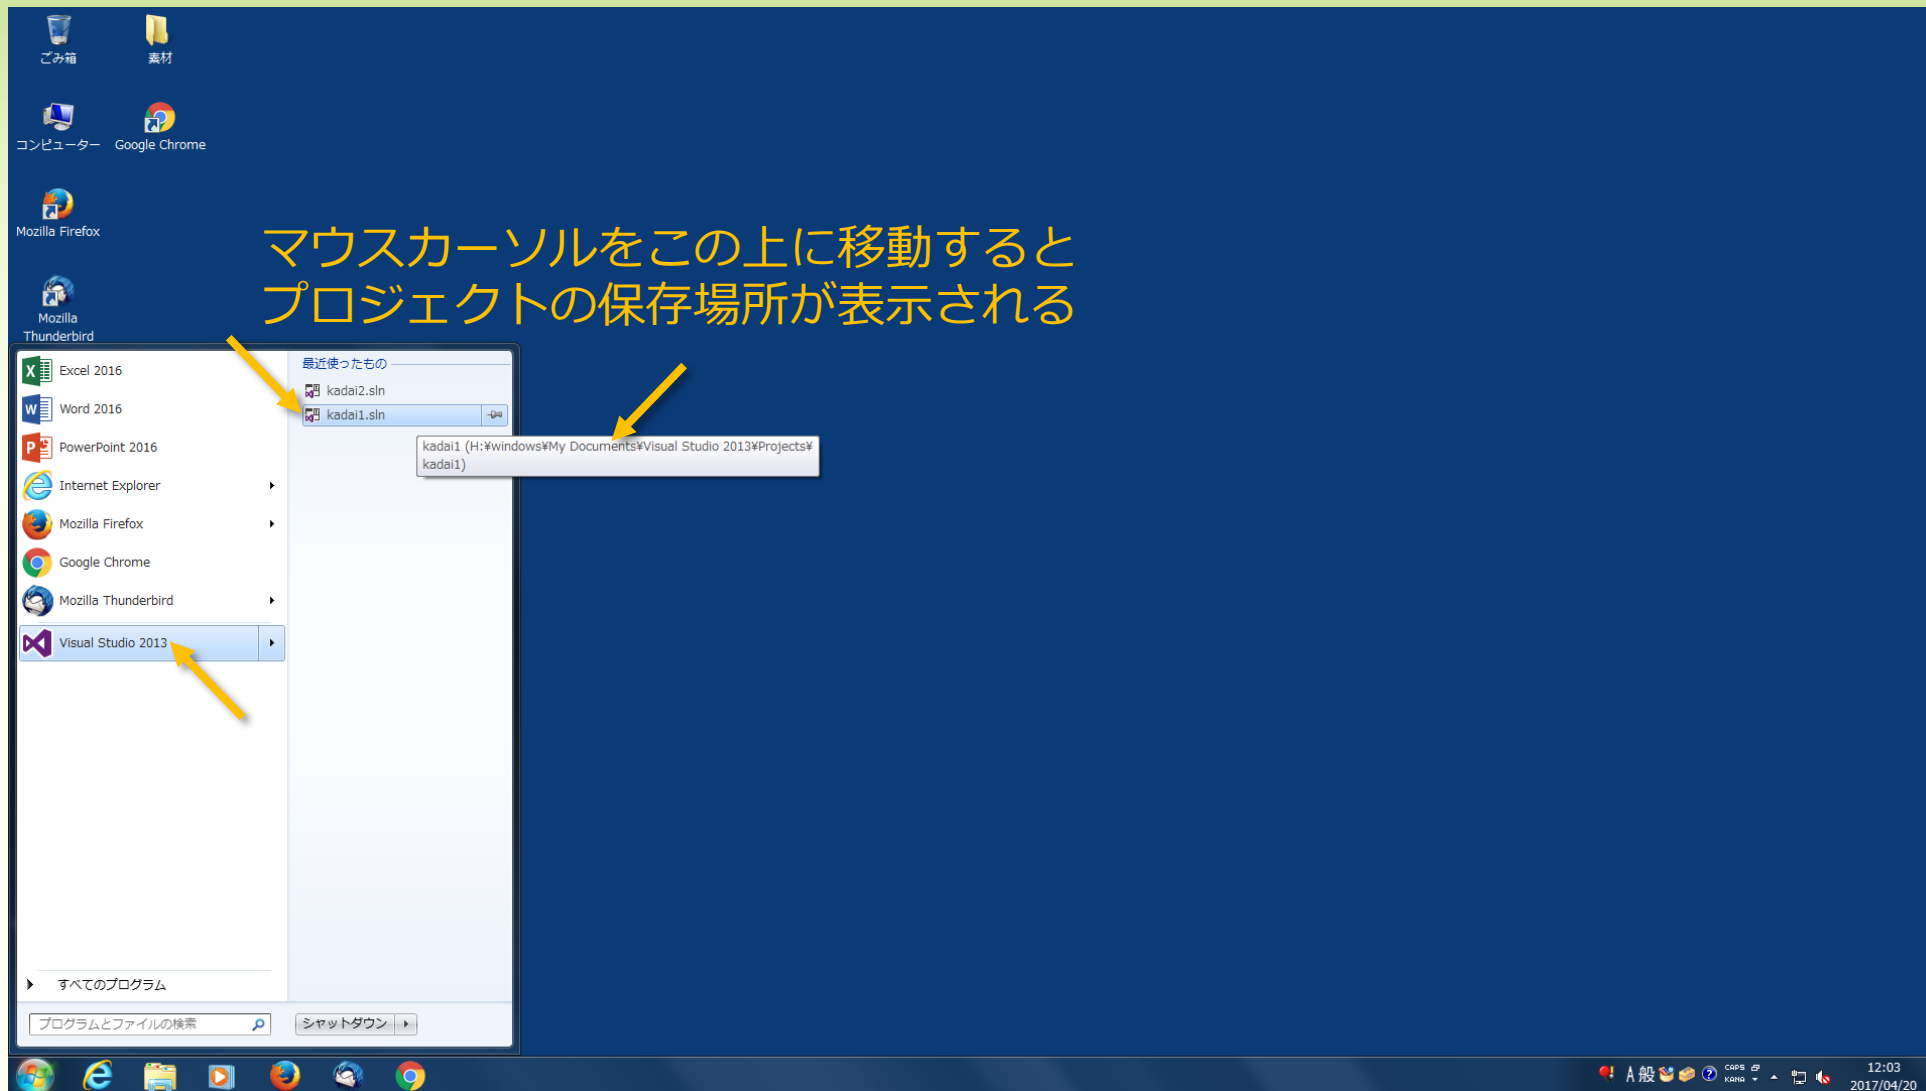 ごみ箱
素材
コンピューター
Google Chrome
Mozilla Firefox
Mozilla
Thunderbird
マウスカーソルをこの上に移動すると
プロジェクトの保存場所が表示される
Excel 2016
Word 2016
PowerPoint 2016
Internet Explorer
Mozilla Firefox
Google Chrome
Mozilla Thunderbird
Visual Studio 2013
最近使ったもの
kadai2.sln
kadai1.sln
kadai1 (H:¥windows¥My Documents¥Visual Studio 2013¥Projects¥
kadai1)
すべてのプログラム
プログラムとファイルの検索
シャットダウン
A 般
CAPS
KANA
12:03
2017/04/20